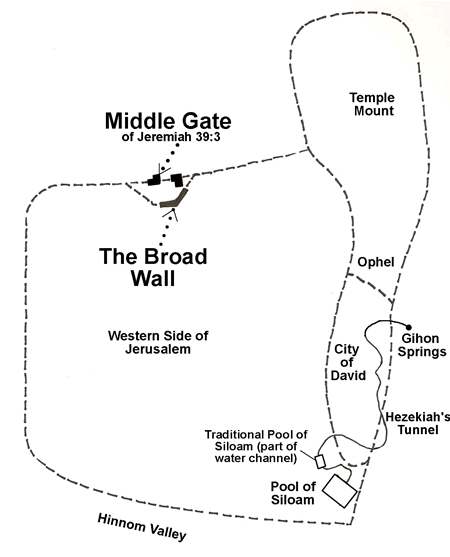 Temple
Mount
Middle Gate
of Jeremiah 39:3
The Broad
Wall
Ophel
Western Side of
Jerusalem
Gihon
Springs
City
of
David
Hezekiah's
Tunnel
Traditional Pool of
Siloam (part of
water channel)
Pool of
Siloam
Hinnom Valley